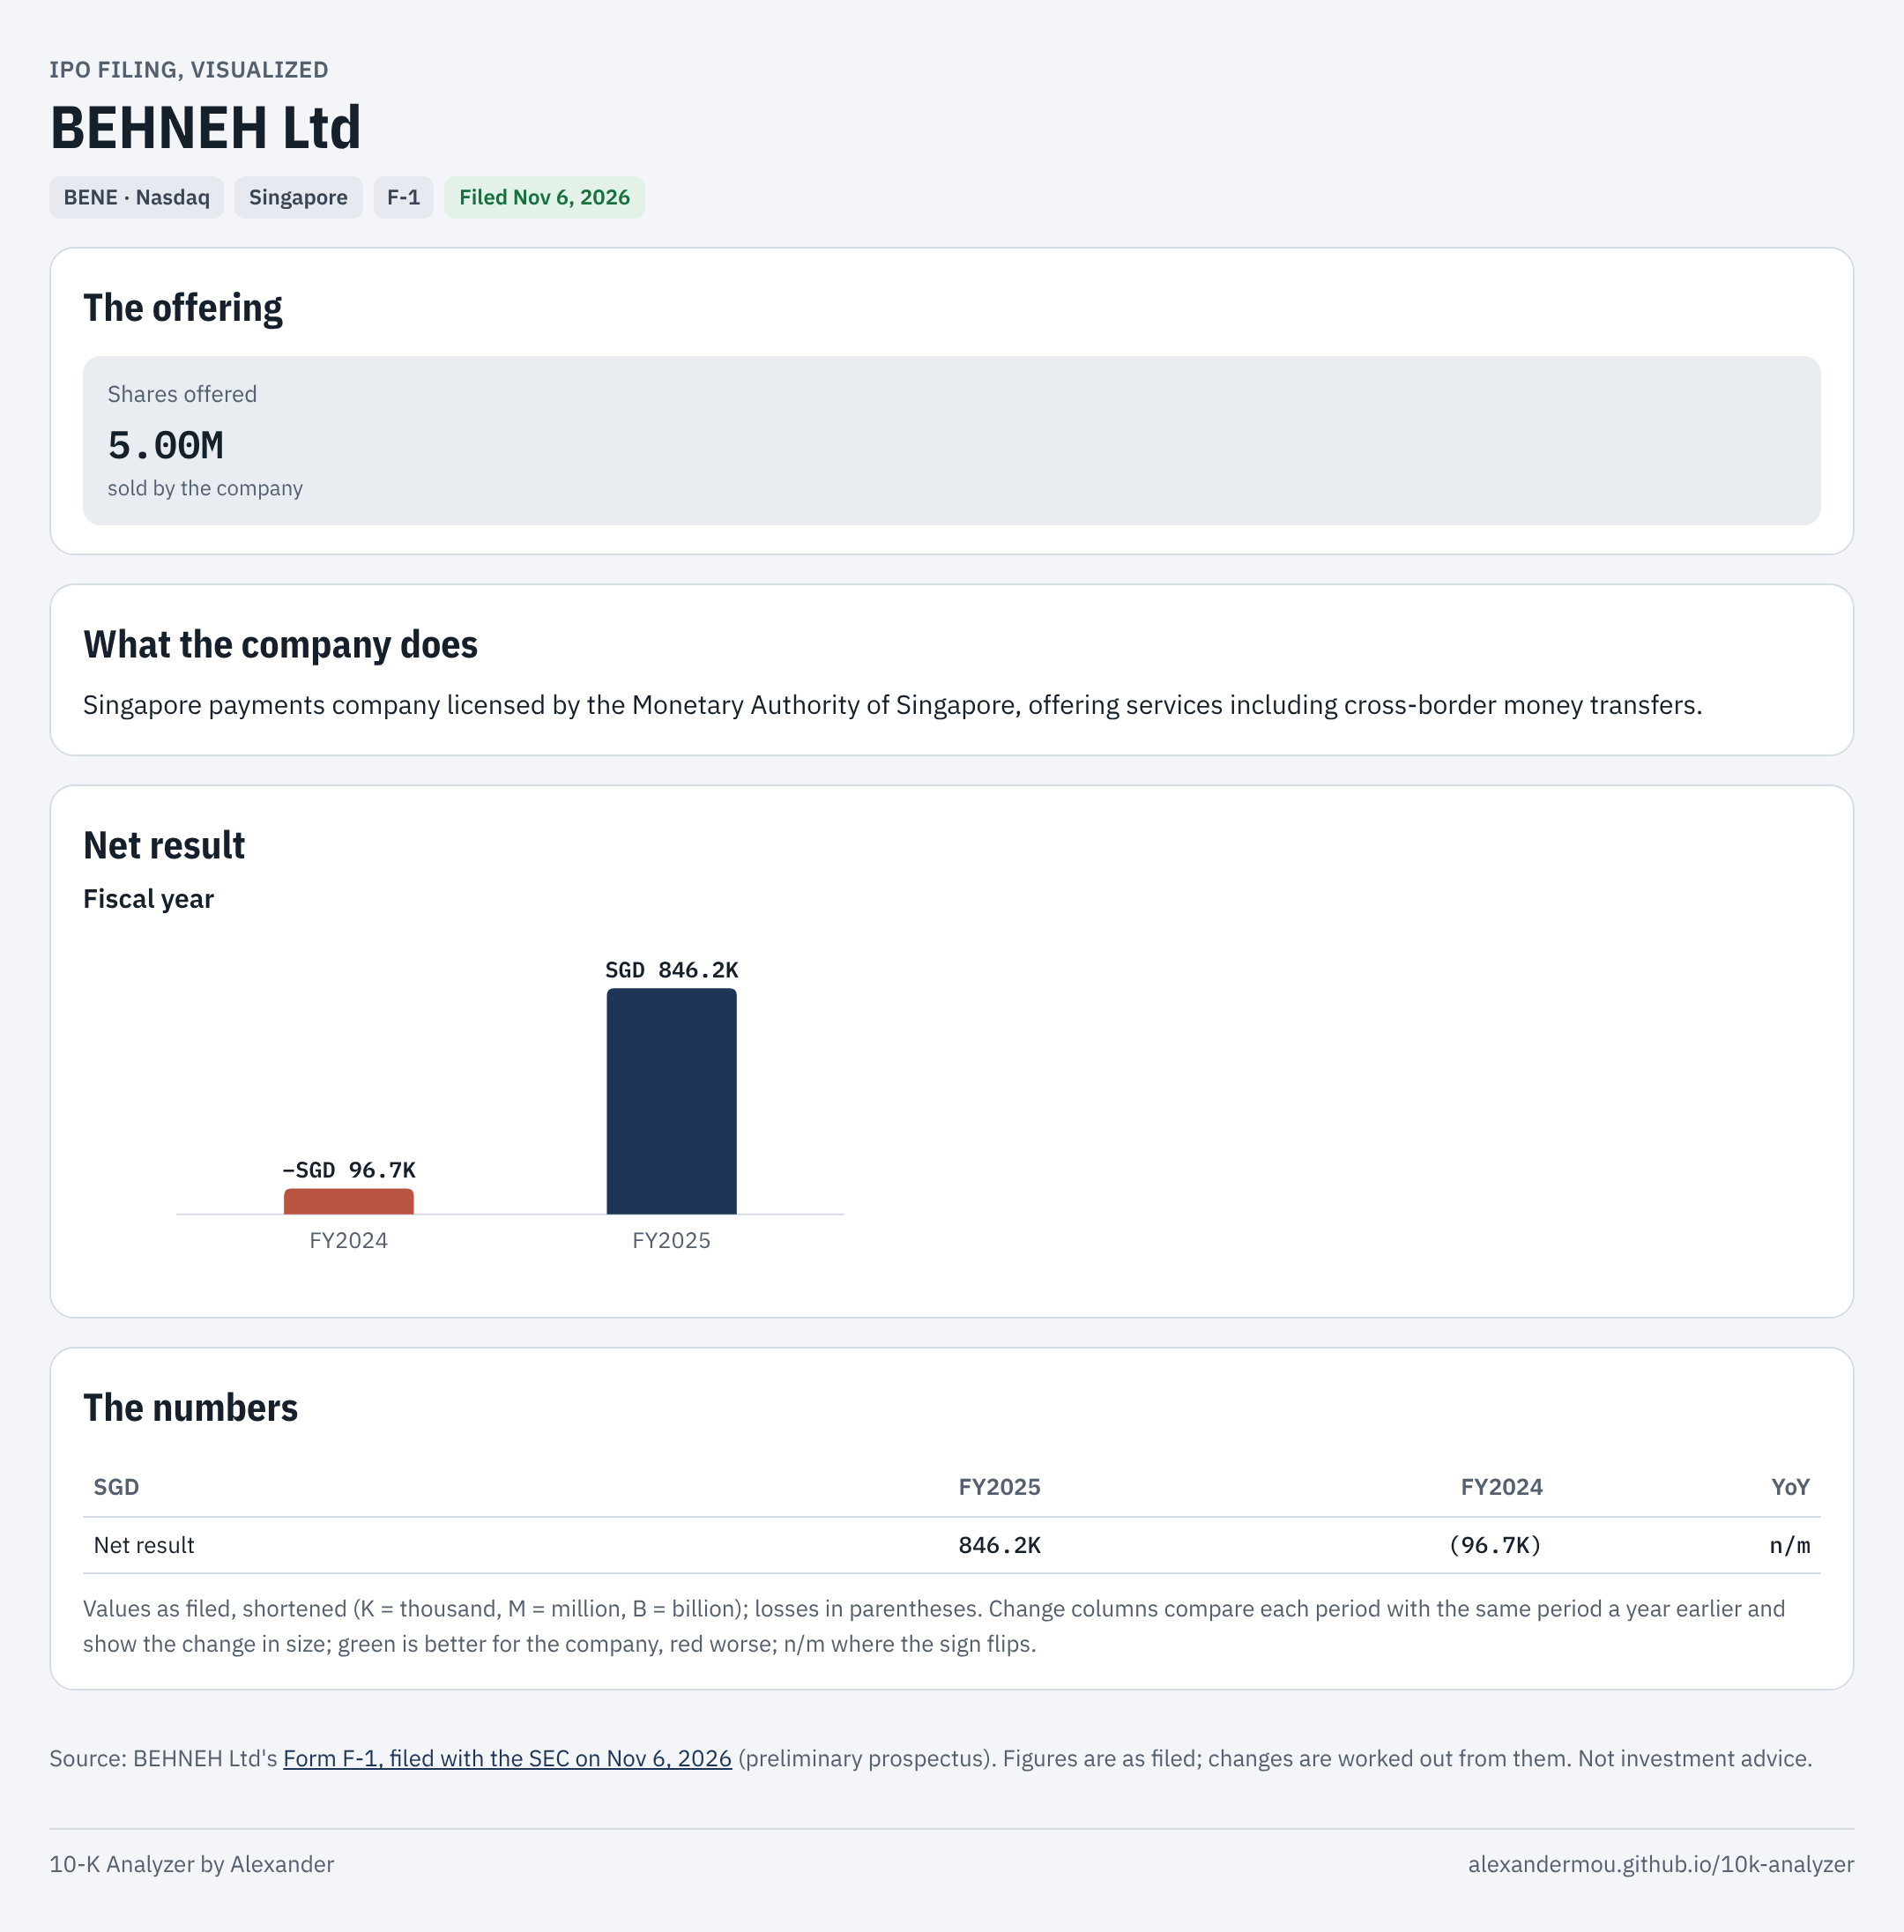 IPO FILING, VISUALIZED
BEHNEH Ltd
BENE · Nasdaq Singapore F-1 Filed Nov 6, 2026
The offering
Shares offered
5.00M
sold by the company
What the company does
Singapore payments company licensed by the Monetary Authority of Singapore, offering services including cross-border money transfers.
Net result
Fiscal year
SGD 846.2K
−SGD 96.7K
FY2024 FY2025
The numbers
SGD FY2025 FY2024 YoY
Net result 846.2K (96.7K) n/m
Values as filed, shortened (K = thousand, M = million, B = billion); losses in parentheses. Change columns compare each period with the same period a year earlier and
show the change in size; green is better for the company, red worse; n/m where the sign flips.
Source: BEHNEH Ltd's Form F-1, filed with the SEC on Nov 6, 2026 (preliminary prospectus). Figures are as filed; changes are worked out from them. Not investment advice.
10-K Analyzer by Alexander alexandermou.github.io/10k-analyzer